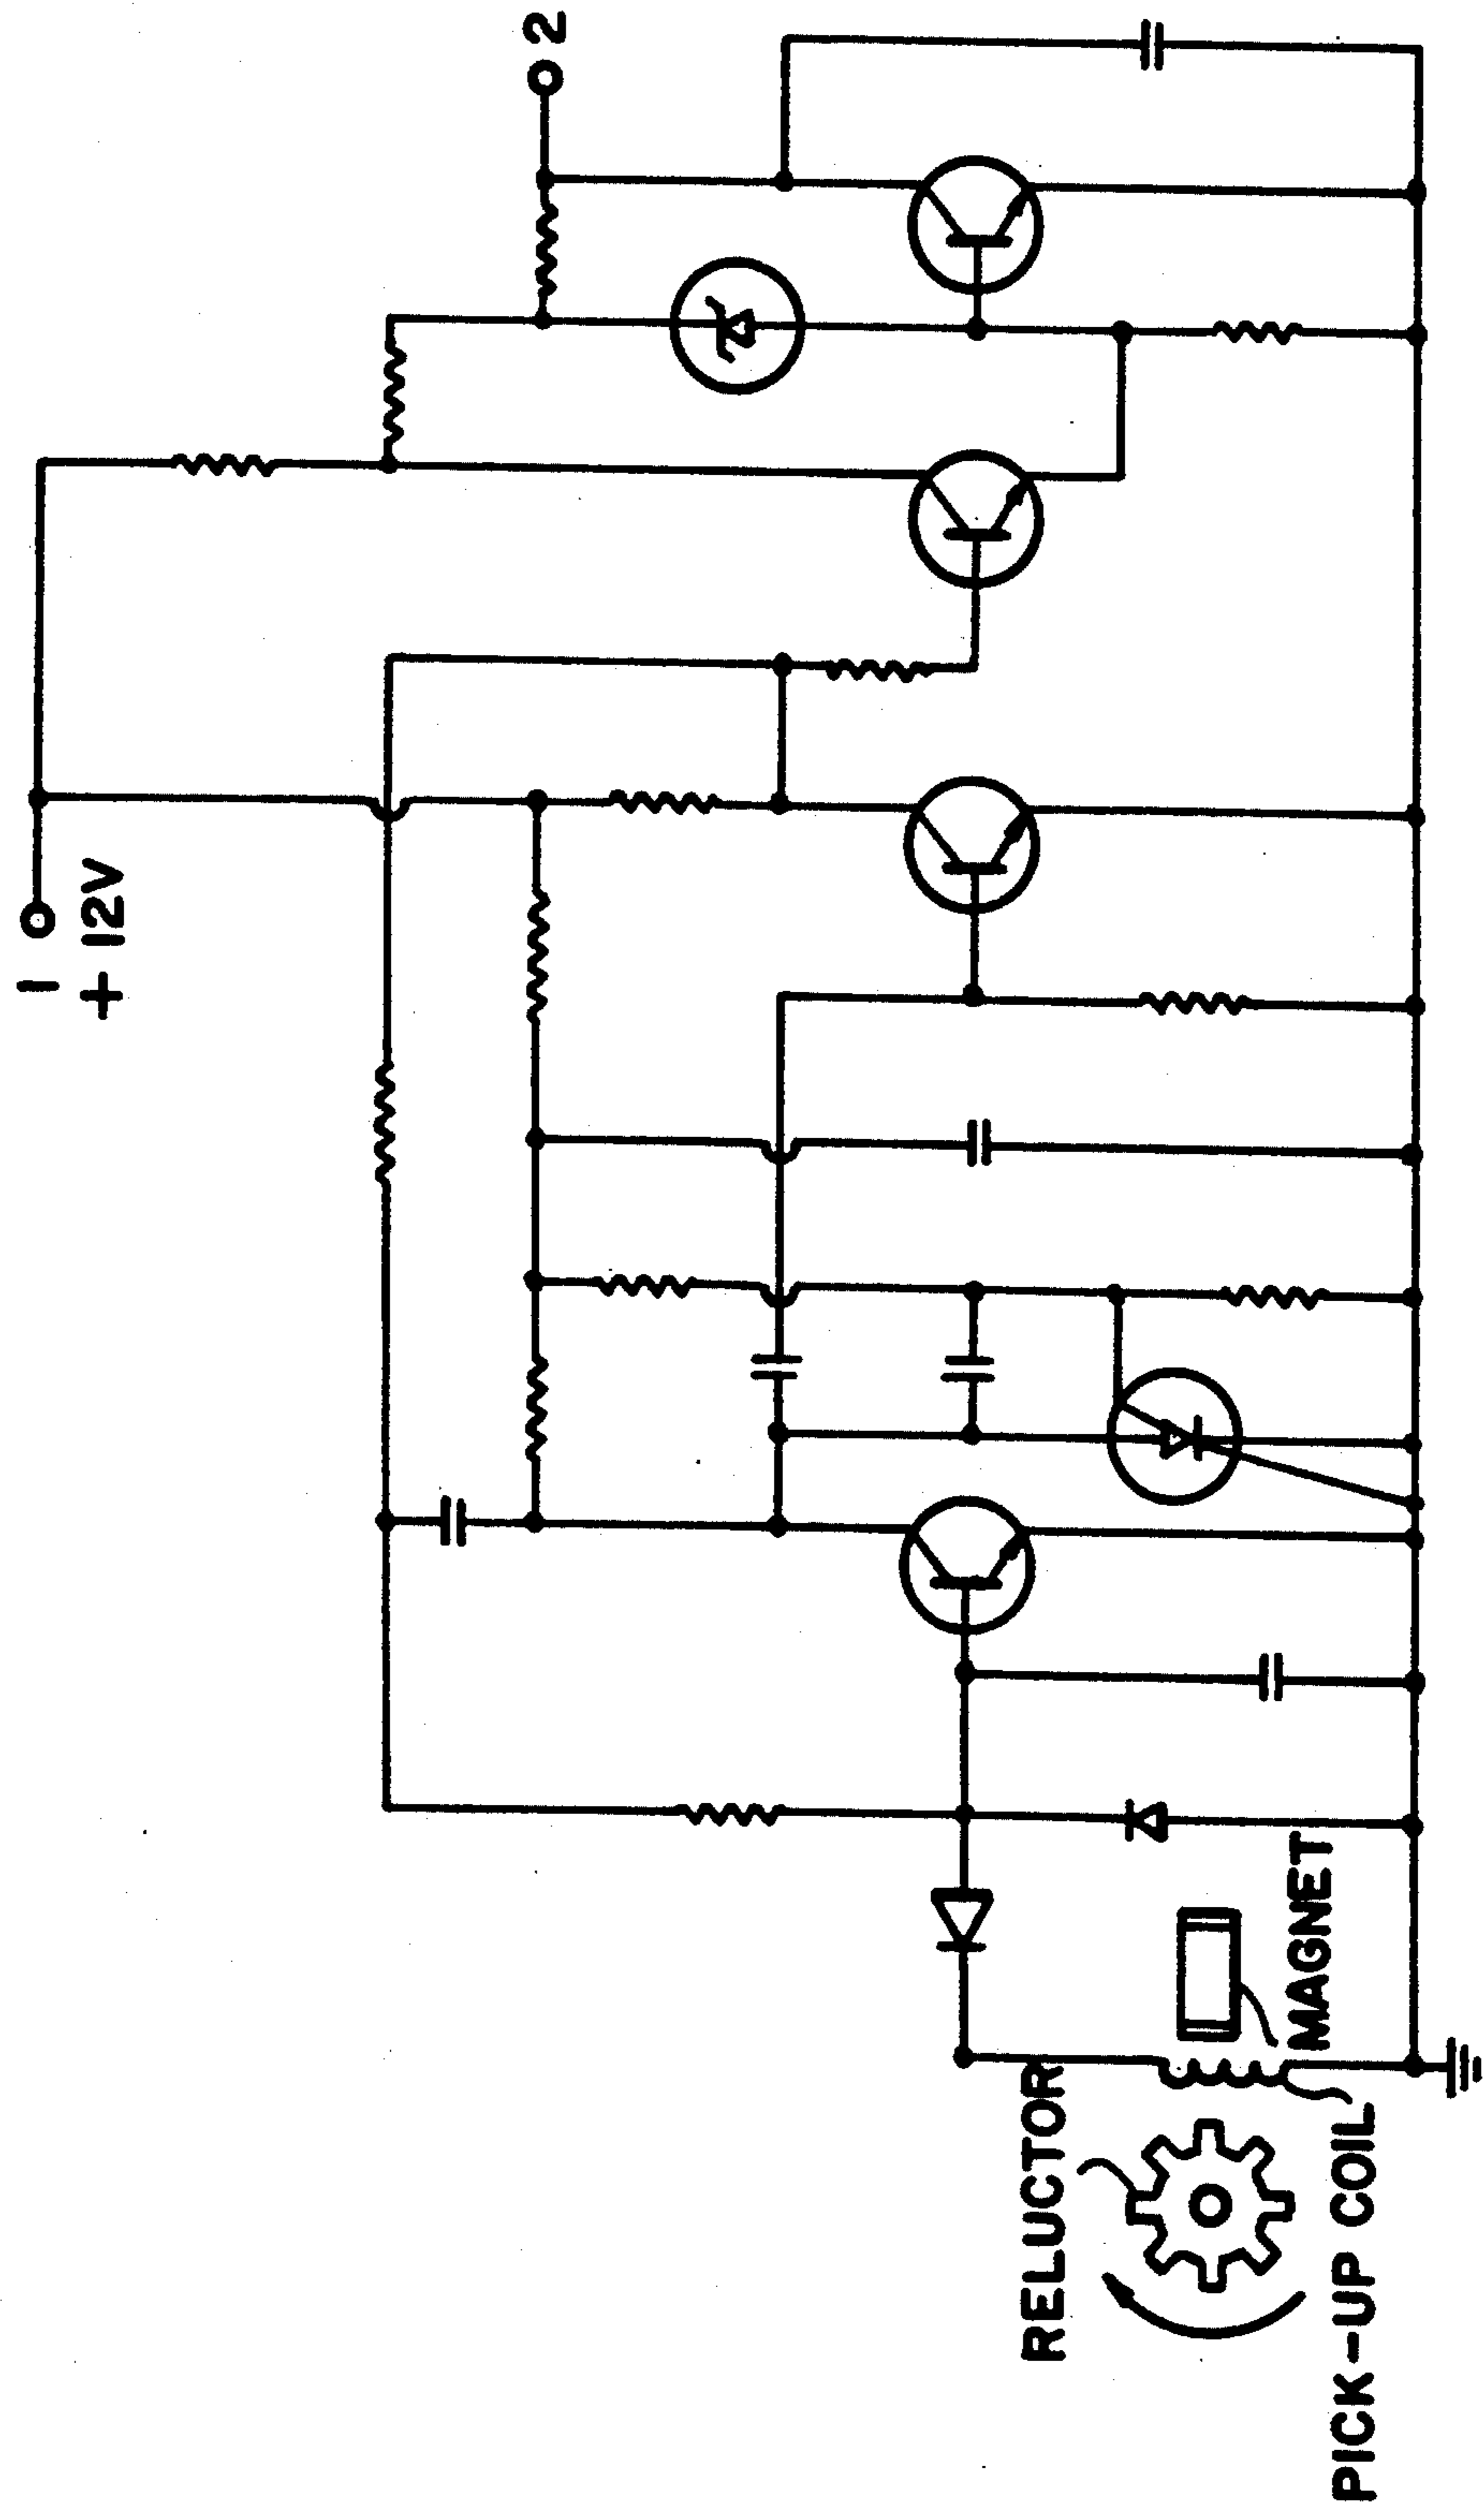 1
+ 12V
2
RELUCTOR
MAGNET
PICK-UP COIL